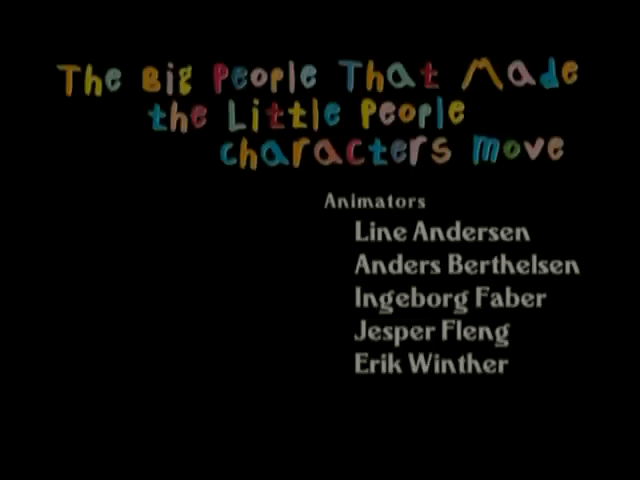 The Big People That Made
the Little People
characters move
Animators
Line Andersen
Anders Berthelsen
Ingeborg Faber
Jesper Fleng
Erik Winther